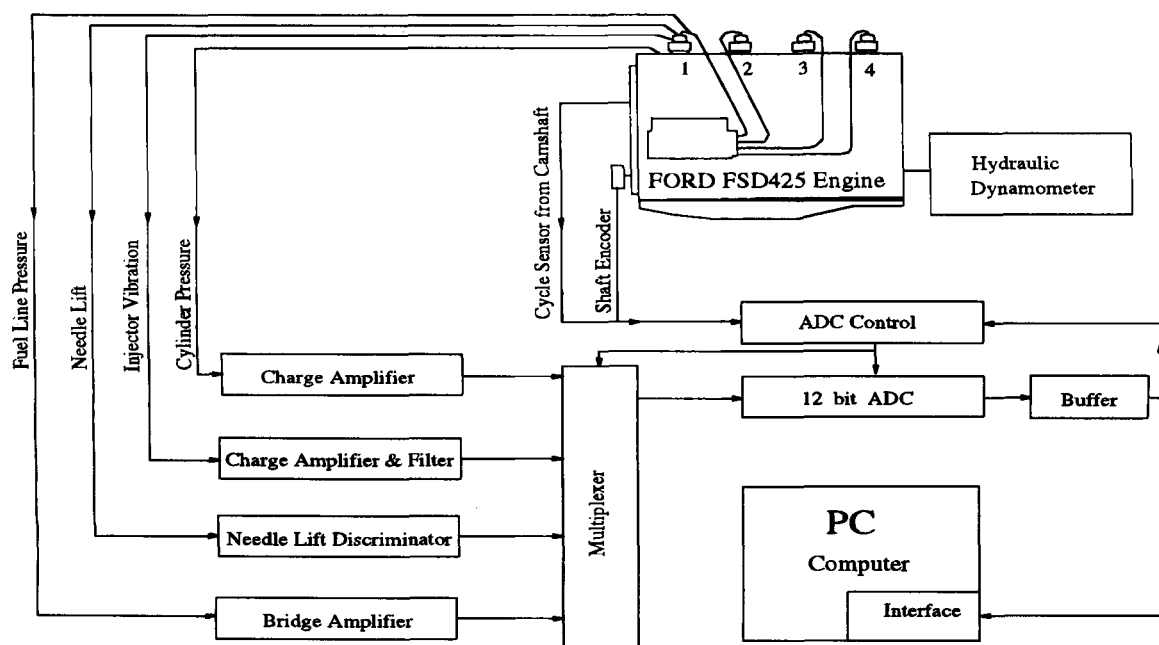 1 2 3 4
FORD FSD425 Engine
Hydraulic
Dynamometer
Cycle Sensor from Camshaft
Shaft Encoder
Fuel Line Pressure
Needle Lift
Injector Vibration
Cylinder Pressure
ADC Control
Charge Amplifier
12 bit ADC
Buffer
Charge Amplifier & Filter
Multiplexer
Needle Lift Discriminator
Bridge Amplifier
PC
Computer
Interface